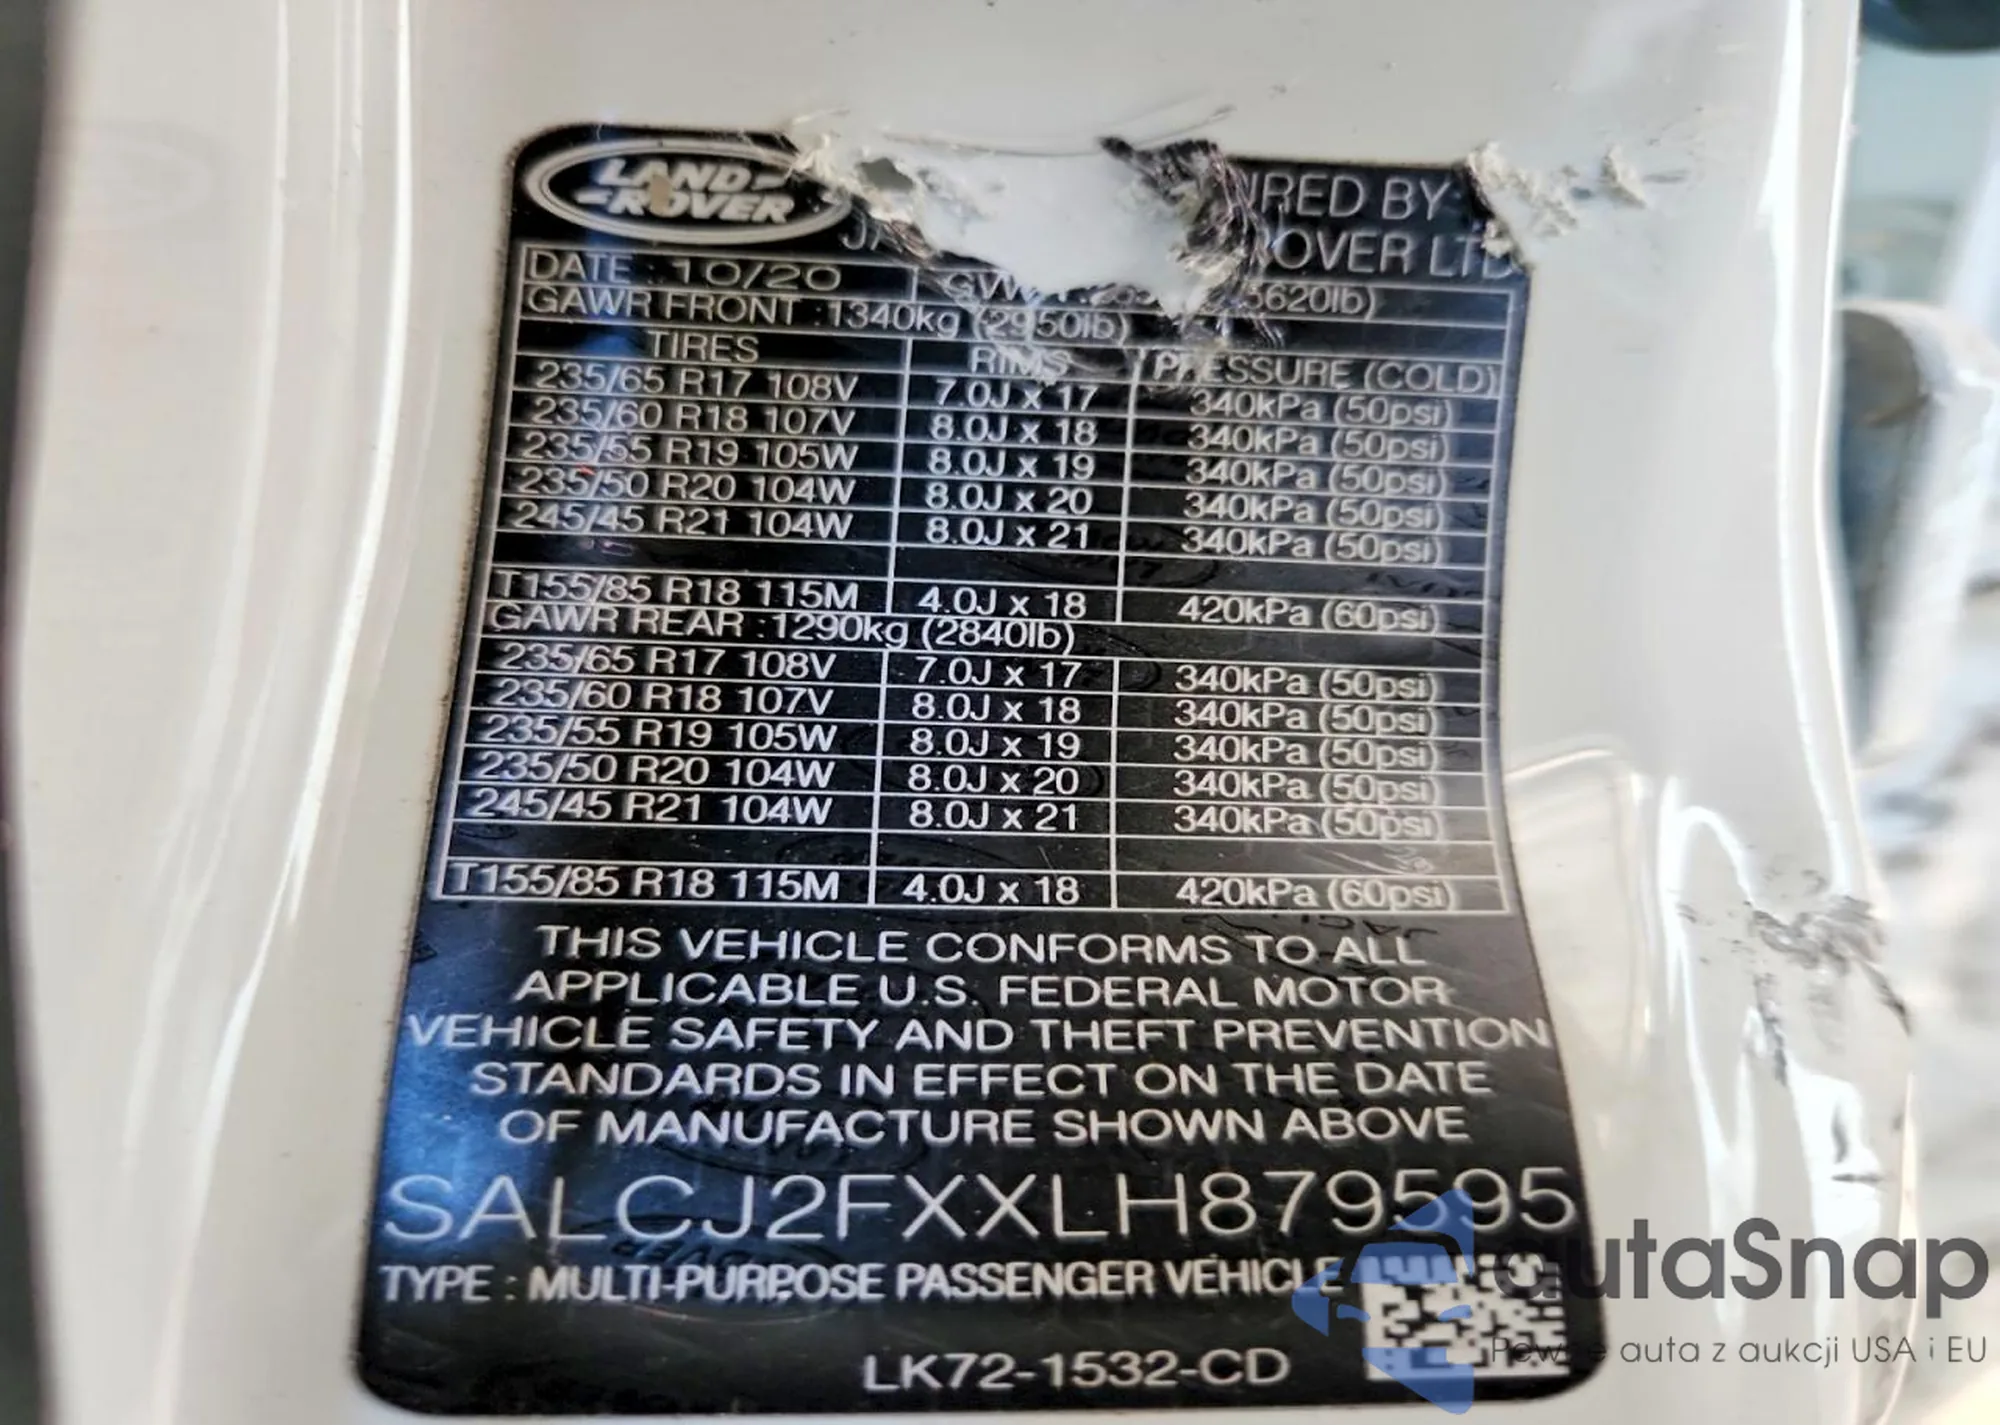 LAND
ROVER
URED BY
JA ROVER LTD
DATE : 10/20 GVW 5620lb)
GAWR FRONT :1340kg (2950lb)
TIRES RIMS PRESSURE (COLD)
235/65 R17 108V 7.0J x 17 340kPa (50psi)
235/60 R18 107V 8.0J x 18 340kPa (50psi)
235/55 R19 105W 8.0J x 19 340kPa (50psi)
235/50 R20 104W 8.0J x 20 340kPa (50psi)
245/45 R21 104W 8.0J x 21 340kPa (50psi)
T155/85 R18 115M 4.0J x 18 420kPa (60psi)
GAWR REAR :1290kg (2840lb)
235/65 R17 108V 7.0J x 17 340kPa (50psi)
235/60 R18 107V 8.0J x 18 340kPa (50psi)
235/55 R19 105W 8.0J x 19 340kPa (50psi)
235/50 R20 104W 8.0J x 20 340kPa (50psi)
245/45 R21 104W 8.0J x 21 340kPa (50psi)
T155/85 R18 115M 4.0J x 18 420kPa (60psi)
THIS VEHICLE CONFORMS TO ALL
APPLICABLE U.S. FEDERAL MOTOR
VEHICLE SAFETY AND THEFT PREVENTION
STANDARDS IN EFFECT ON THE DATE
OF MANUFACTURE SHOWN ABOVE
SALCJ2FXXLH879595
TYPE : MULTI-PURPOSE PASSENGER VEHICLE
LK72-1532-CD
autaSnap
Pewne auta z aukcji USA i EU